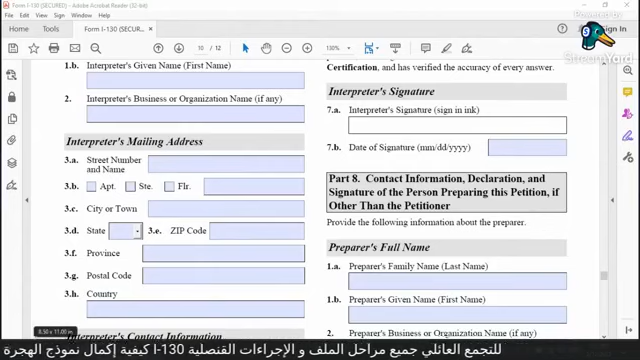 Form I-130 (SECURED) - Adobe Acrobat Reader (32-bit)
File Edit View Sign Window Help
Home Tools Form I-130 (SECUR... × Sign In
Powered by
StreamYard
10 / 12 130%
1.b. Interpreter's Given Name (First Name)
2. Interpreter's Business or Organization Name (if any)
Interpreter's Mailing Address
3.a. Street Number
and Name
3.b Apt. Ste. Flr.
3.c City or Town
3.d State 3.e ZIP Code
3.f Province
3.g Postal Code
3.h Country
Interpreter's Contact Information
8.50 x 11.00 in
Certification, and has verified the accuracy of every answer.
Interpreter's Signature
7.a. Interpreter's Signature (sign in ink)
7.b. Date of Signature (mm/dd/yyyy)
Part 8. Contact Information, Declaration, and
Signature of the Person Preparing this Petition, if
Other Than the Petitioner
Provide the following information about the preparer.
Preparer's Full Name
1.a. Preparer's Family Name (Last Name)
1.b. Preparer's Given Name (First Name)
2. Preparer's Business or Organization Name (if any)
كيفية إكمال نموذج الهجرة I-130 للتجمع العائلي جميع مراحل الملف و الإجراءات القنصلية